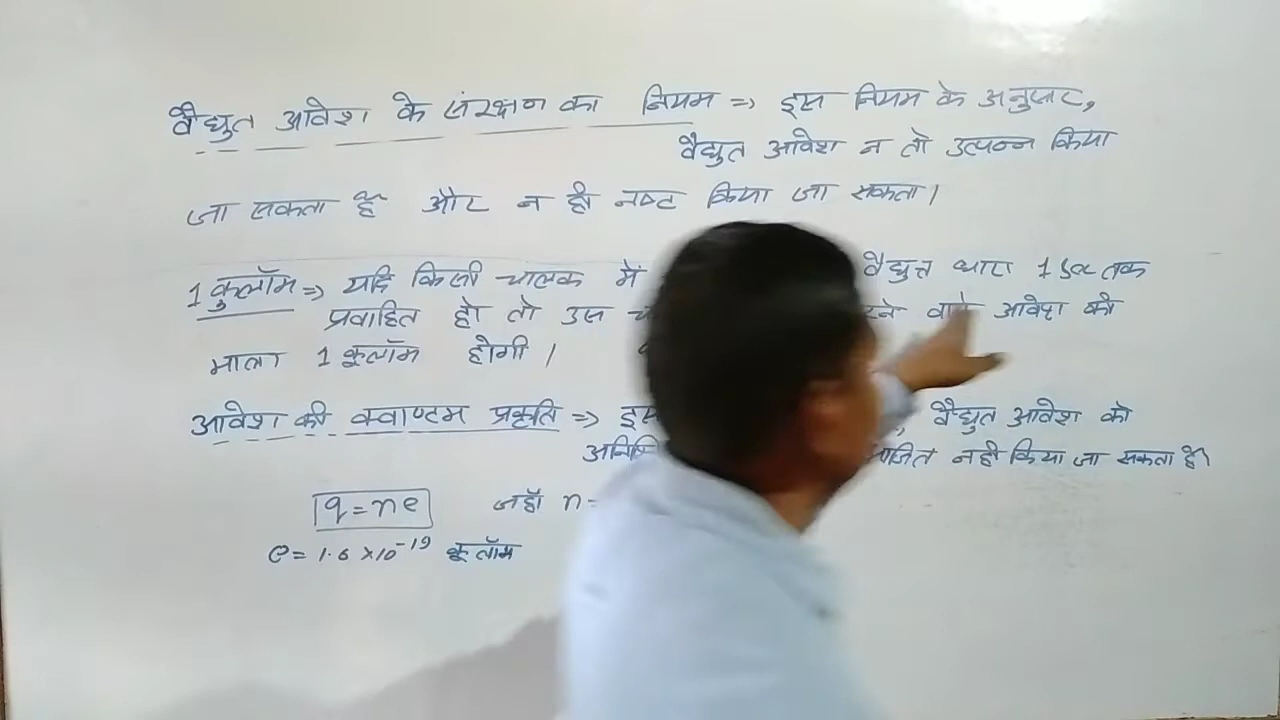 वैद्युत आवेश के संरक्षण का नियम => इस नियम के अनुसार,
वैद्युत आवेश न तो उत्पन्न किया
जा सकता है और न ही नष्ट किया जा सकता।
1 कुलॉम => यदि किसी चालक में वैद्युत धारा 1 Sec तक
प्रवाहित हो तो उस वाले आवेश की
मात्रा 1 कूलॉम होगी।
आवेश की क्वाण्टम प्रकृति => वैद्युत आवेश को
नही किया जा सकता है
q = ne जहाँ n =
e = 1.6 × 10⁻¹⁹ कूलॉम